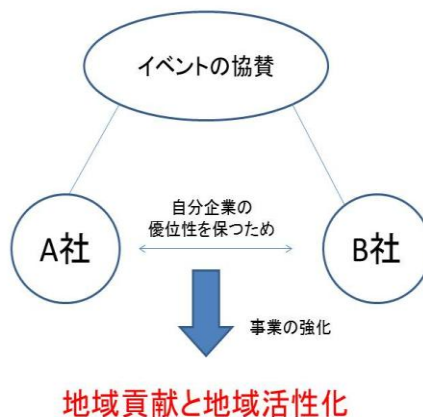 イベントの協賛
自分企業の
優位性を保つため
A社
B社
事業の強化
地域貢献と地域活性化